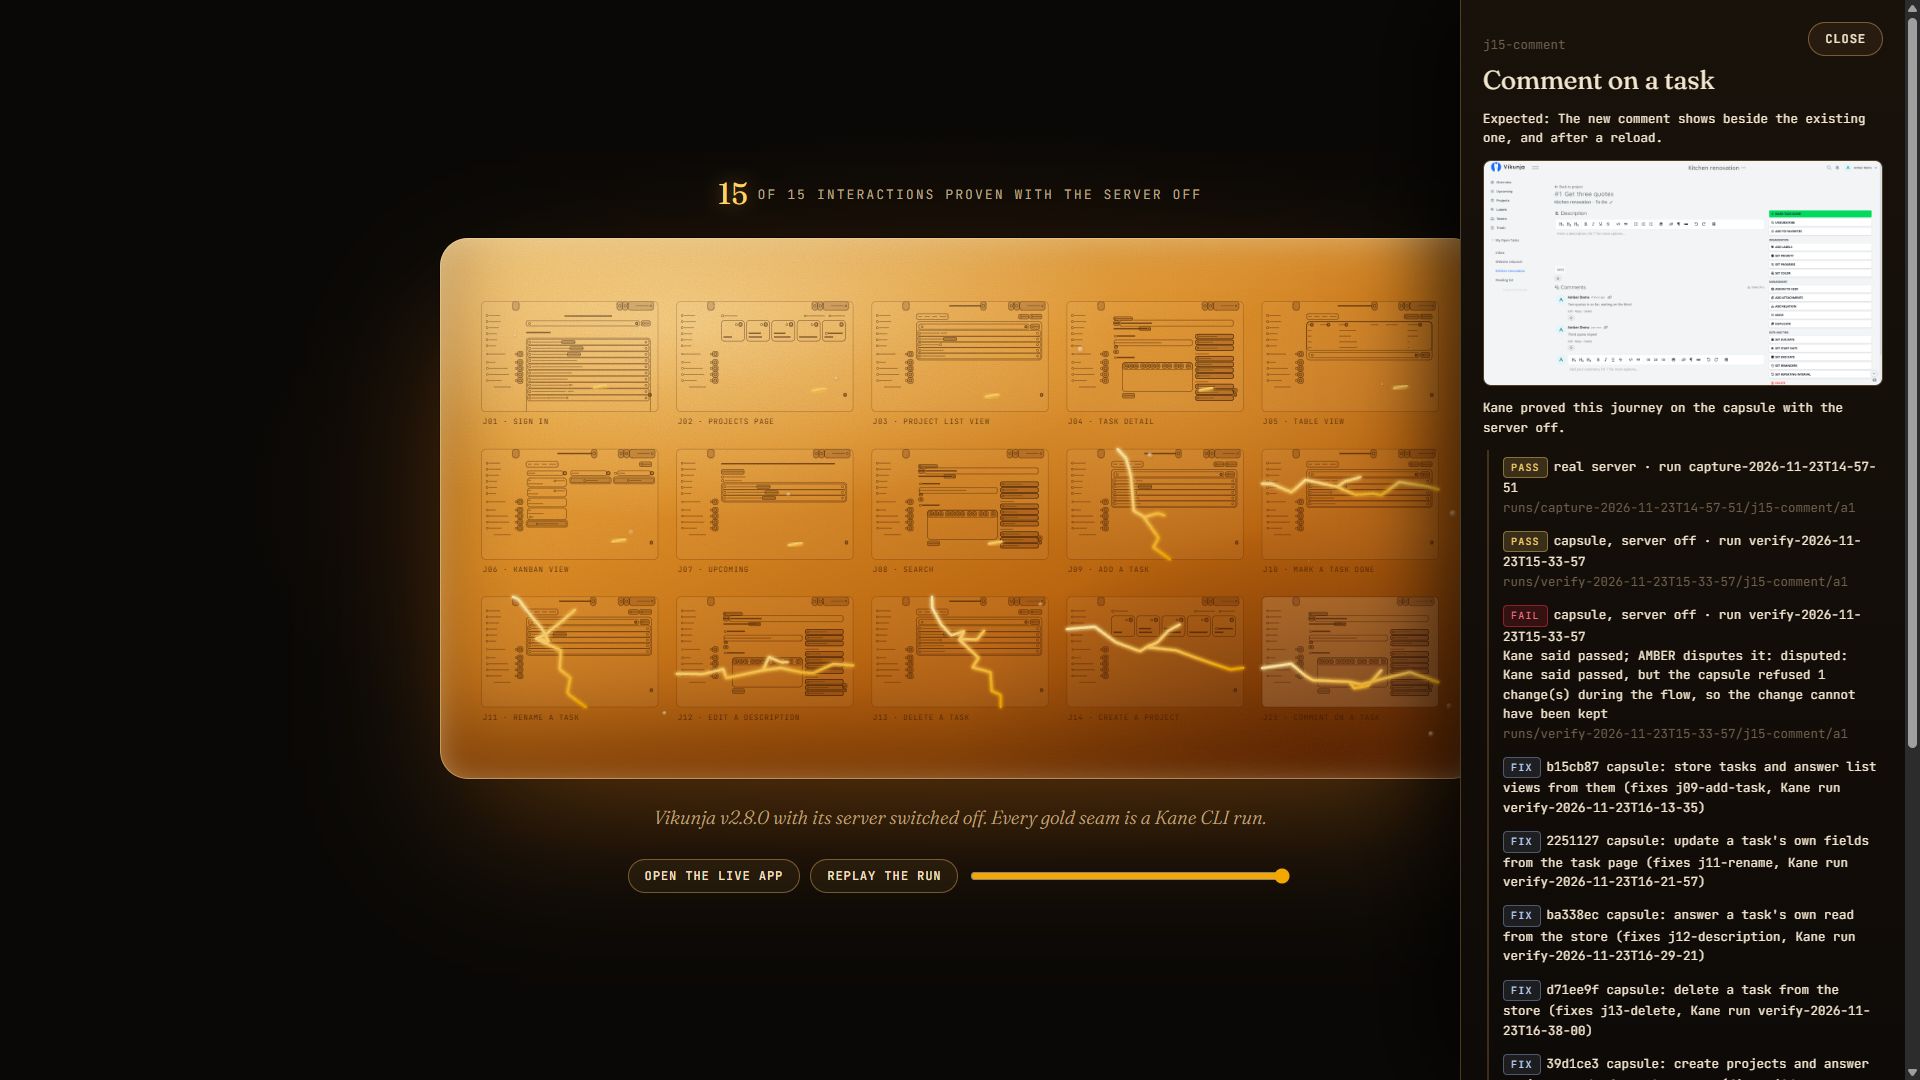 15 OF 15 INTERACTIONS PROVEN WITH THE SERVER OFF
J01 · SIGN IN
J02 · PROJECTS PAGE
J03 · PROJECT LIST VIEW
J04 · TASK DETAIL
J05 · TABLE VIEW
J06 · KANBAN VIEW
J07 · UPCOMING
J08 · SEARCH
J09 · ADD A TASK
J10 · MARK A TASK DONE
J11 · RENAME A TASK
J12 · EDIT A DESCRIPTION
J13 · DELETE A TASK
J14 · CREATE A PROJECT
J15 · COMMENT ON A TASK
Vikunja v2.8.0 with its server switched off. Every gold seam is a Kane CLI run.
OPEN THE LIVE APP
REPLAY THE RUN
j15-comment
CLOSE
Comment on a task
Expected: The new comment shows beside the existing
one, and after a reload.
Vikunja
Kitchen renovation
#1 Get three quotes
Description
Comments
Kane proved this journey on the capsule with the
server off.
PASS real server · run capture-2026-11-23T14-57-
51
runs/capture-2026-11-23T14-57-51/j15-comment/a1
PASS capsule, server off · run verify-2026-11-
23T15-33-57
runs/verify-2026-11-23T15-33-57/j15-comment/a1
FAIL capsule, server off · run verify-2026-11-
23T15-33-57
Kane said passed; AMBER disputes it: disputed:
Kane said passed, but the capsule refused 1
change(s) during the flow, so the change cannot
have been kept
runs/verify-2026-11-23T15-33-57/j15-comment/a1
FIX b15cb87 capsule: store tasks and answer list
views from them (fixes j09-add-task, Kane run
verify-2026-11-23T16-13-35)
FIX 2251127 capsule: update a task's own fields
from the task page (fixes j11-rename, Kane run
verify-2026-11-23T16-21-57)
FIX ba338ec capsule: answer a task's own read
from the store (fixes j12-description, Kane run
verify-2026-11-23T16-29-21)
FIX d71ee9f capsule: delete a task from the
store (fixes j13-delete, Kane run verify-2026-11-
23T16-38-00)
FIX 39d1ce3 capsule: create projects and answer